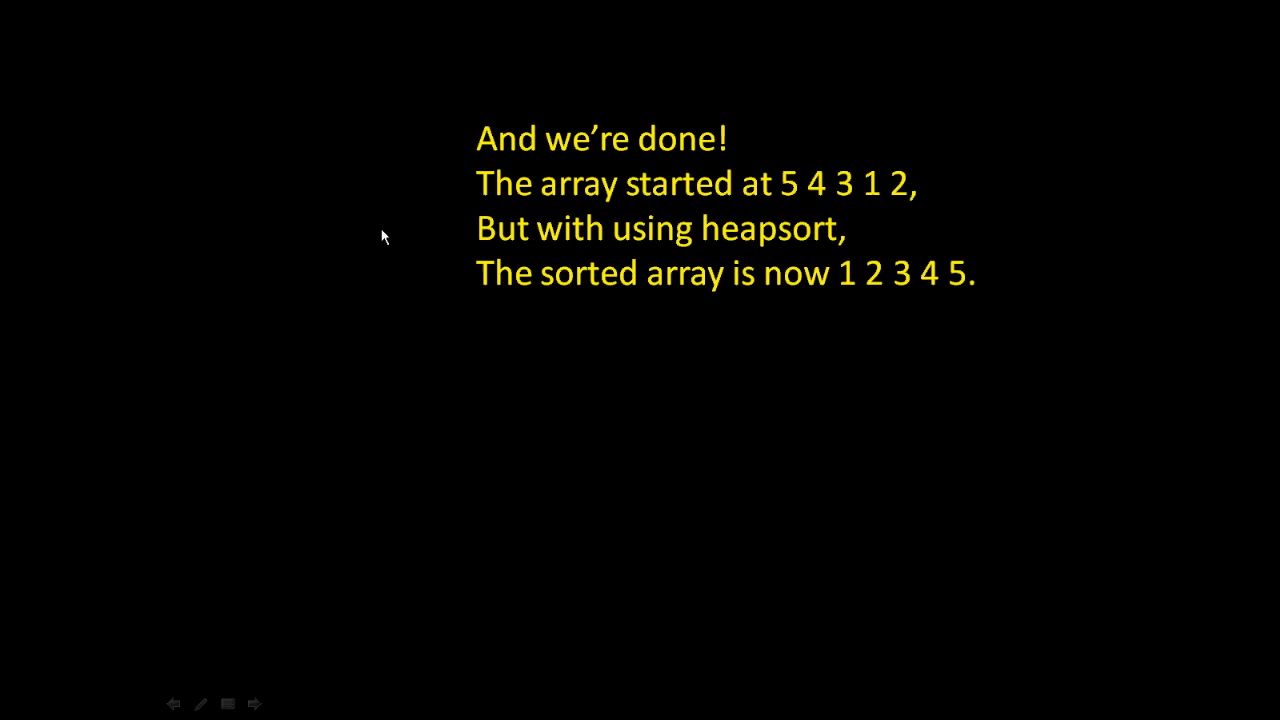 And we’re done!
The array started at 5 4 3 1 2,
But with using heapsort,
The sorted array is now 1 2 3 4 5.